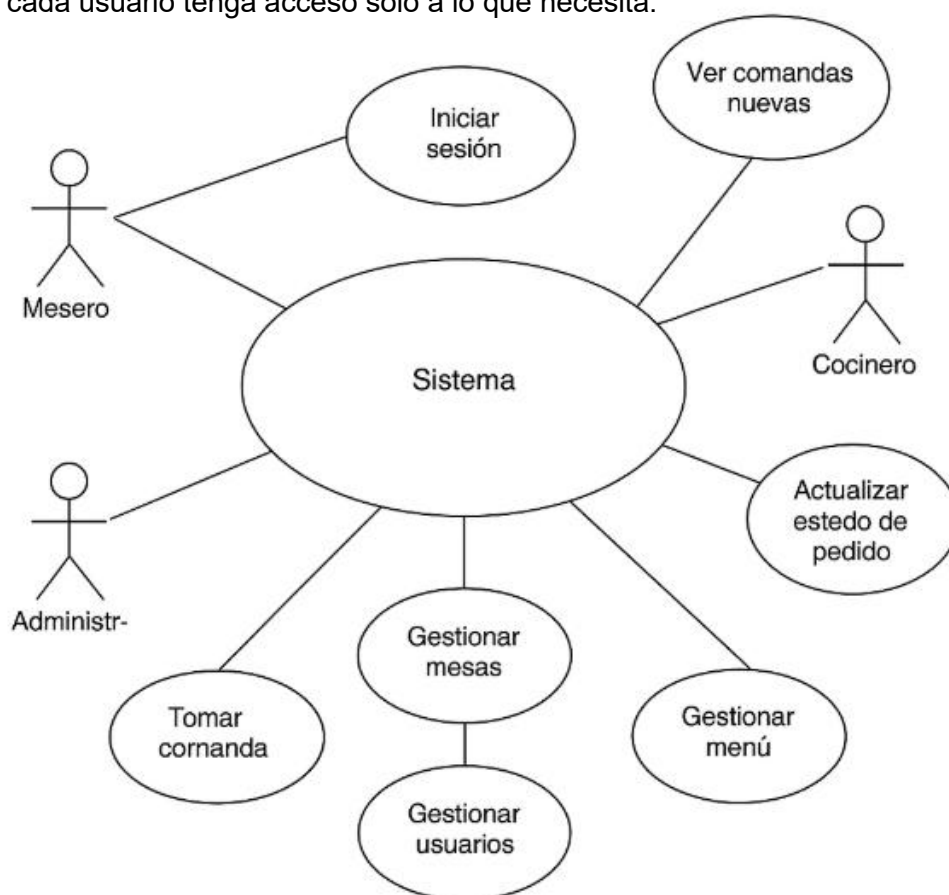 cada usuario tenga acceso solo a lo que necesita.
Ver comandas
nuevas
Iniciar
sesión
Mesero
Cocinero
Sistema
Actualizar
estedo de
pedido
Administr-
Gestionar
mesas
Tomar
cornanda
Gestionar
menú
Gestionar
usuarios